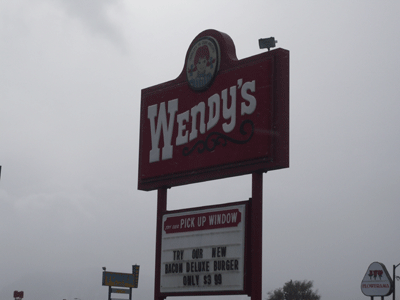 Wendy's
PICK UP WINDOW
TRY OUR NEW
BACON DELUXE BURGER
ONLY $3.99